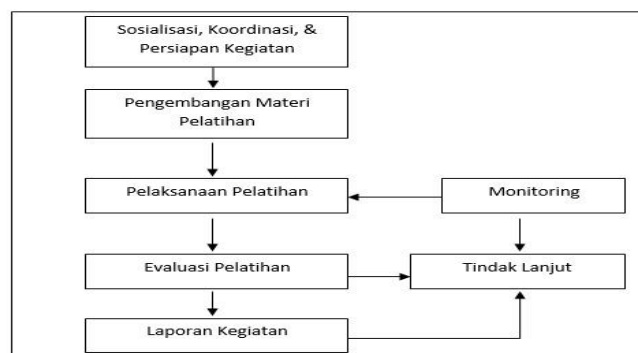 Sosialisasi, Koordinasi, &
Persiapan Kegiatan
Pengembangan Materi
Pelatihan
Pelaksanaan Pelatihan
Monitoring
Evaluasi Pelatihan
Tindak Lanjut
Laporan Kegiatan